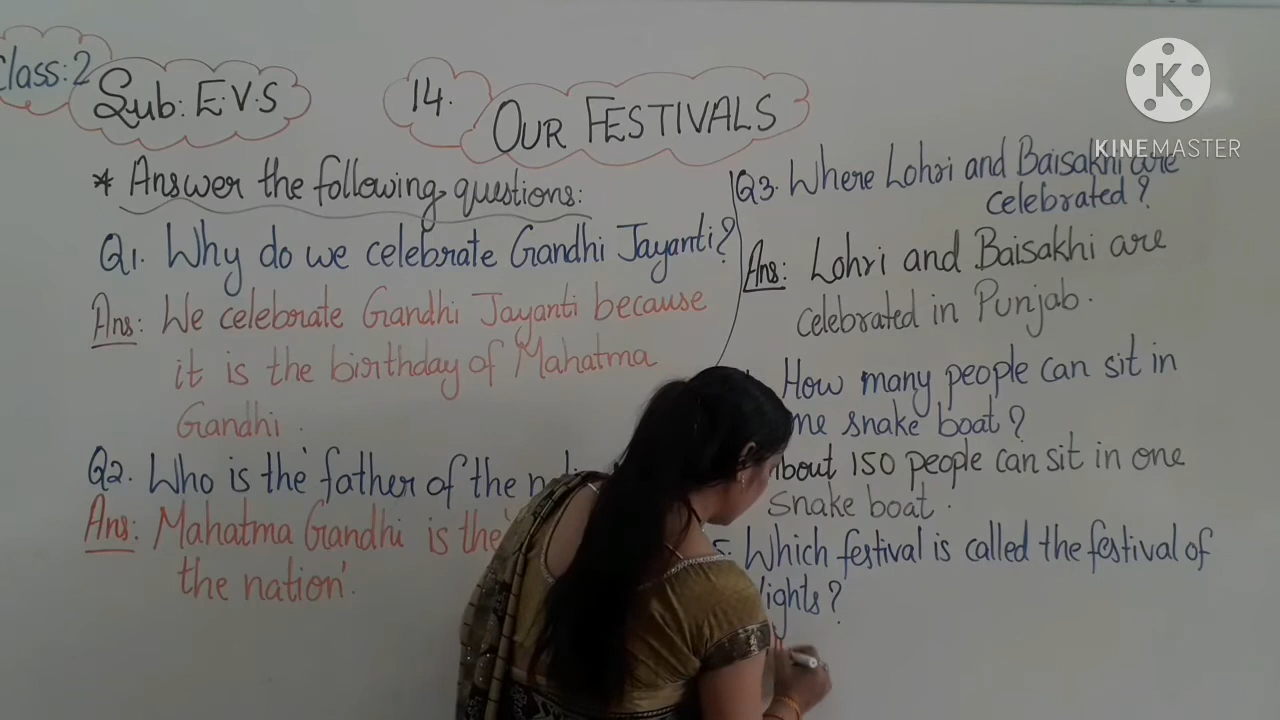 Class: 2
Sub: E.V.S
14.
OUR FESTIVALS
* Answer the following questions:
Q1. Why do we celebrate Gandhi Jayanti?
Ans: We celebrate Gandhi Jayanti because
it is the birthday of Mahatma
Gandhi.
Q2. Who is the 'father of the
Ans: Mahatma Gandhi is the '
the nation'.
Q3. Where Lohri and Baisakhi are
celebrated?
Ans: Lohri and Baisakhi are
celebrated in Punjab.
How many people can sit in
snake boat?
150 people can sit in one
snake boat.
5. Which festival is called the festival of
lights?
K
KINEMASTER